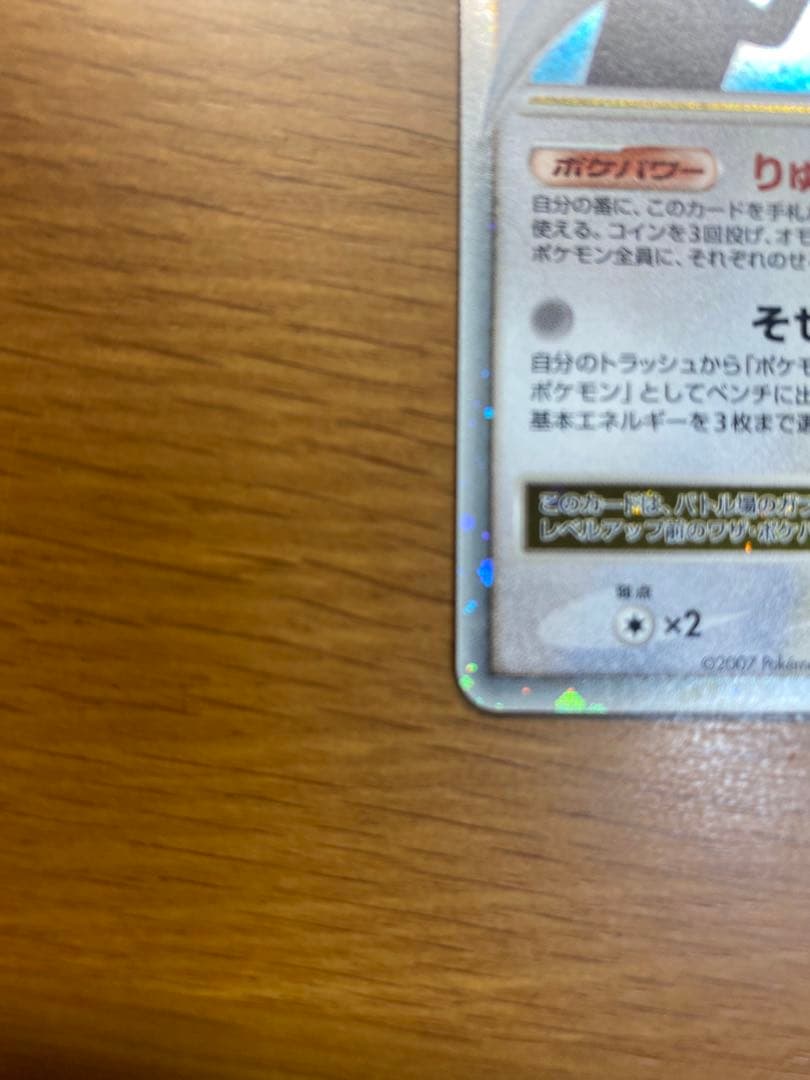 ポケパワー りゅ
自分の番に、このカードを手札
使える、コインを3回投げ、オモ
ポケモン全員に、それぞれのせ
そせ
自分のトラッシュから「ポケモ
ポケモン」としてベンチに出
基本エネルギーを3枚まで選
このカードは、バトル場のガブ
レベルアップ前のワザ・ポケパ
弱点
×2
©2007 Pokémo